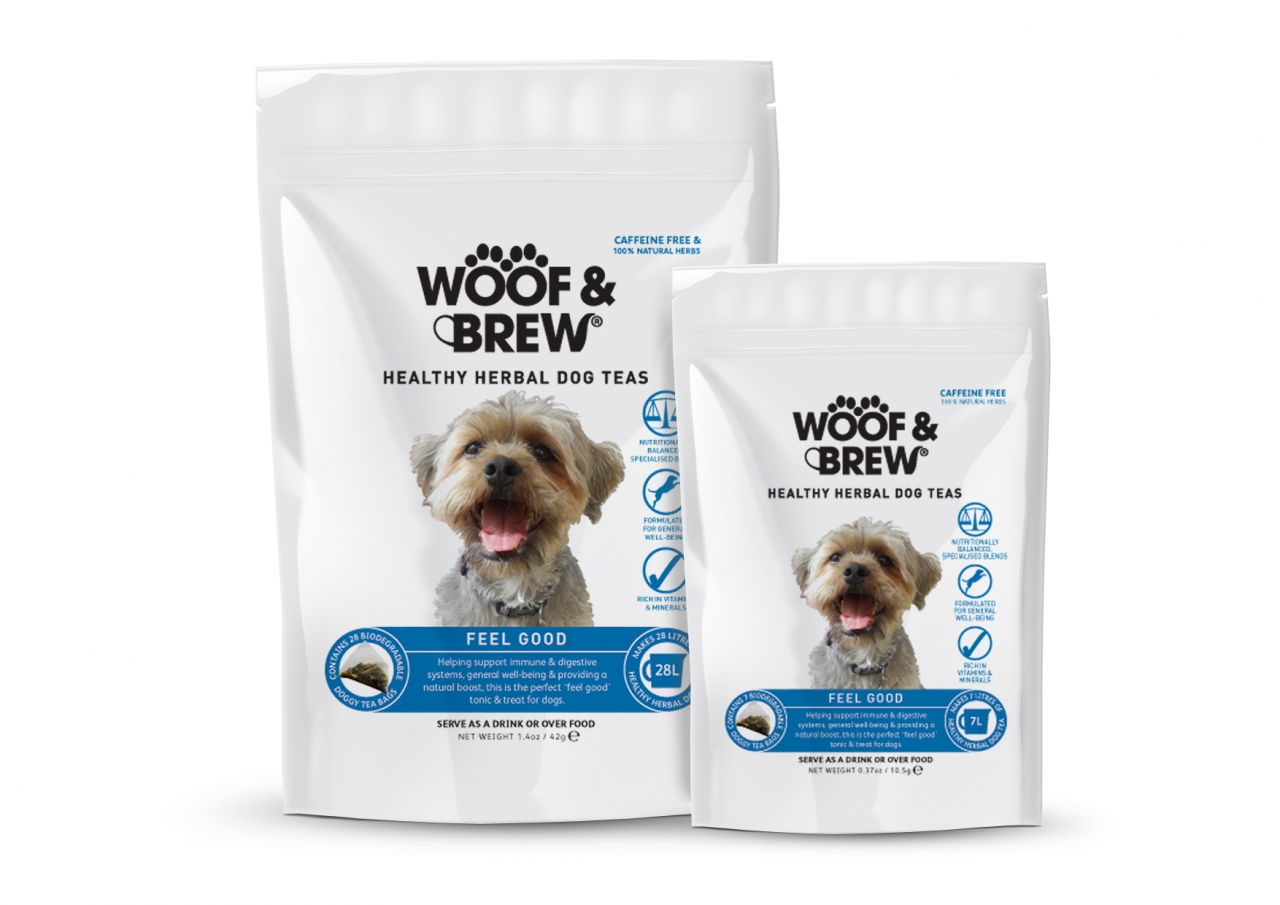 CAFFEINE FREE &
100% NATURAL HERBS
WOOF &
BREW®
HEALTHY HERBAL DOG TEAS
BALANCE
SPECIALISED
FORMULATE
FOR GENERA
WELL-BEIN
RICH IN VITAMI
& MINERALS
CONTAINS 28 BIODEGRADABLE
DOGGY TEA BAGS
FEEL GOOD
Helping support immune & digestive
systems, general well-being & providing a
natural boost, this is the perfect 'feel good'
tonic & treat for dogs.
MAKES 28 LITRE
28L
HEALTHY HERBAL
SERVE AS A DRINK OR OVER FOOD
NET WEIGHT 1.4oz / 42g ℮
CAFFEINE FREE
100% NATURAL HERBS
WOOF &
BREW®
HEALTHY HERBAL DOG TEAS
NUTRITIONALLY
BALANCED,
SPECIALISED BLENDS
FORMULATED
FOR GENERAL
WELL-BEING
RICH IN
VITAMINS &
MINERALS
CONTAINS 7 BIODEGRADABLE
DOGGY TEA BAGS
FEEL GOOD
Helping support immune & digestive
systems, general well-being & providing a
natural boost, this is the perfect 'feel good'
tonic & treat for dogs.
MAKES 7 LITRES OF
7L
HEALTHY HERBAL DOG TEA
SERVE AS A DRINK OR OVER FOOD
NET WEIGHT 0.37oz / 10.5g ℮